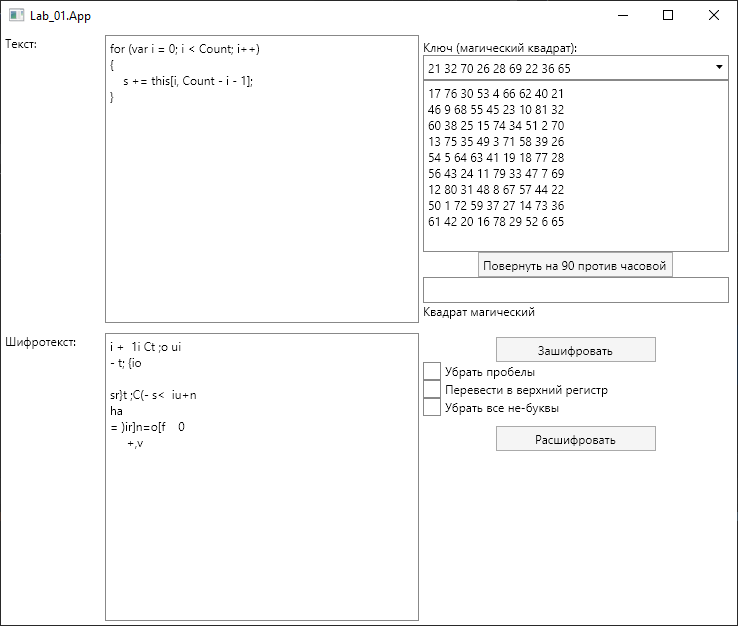 Lab_01.App
Текст:
for (var i = 0; i < Count; i++)
{
    s += this[i, Count - i - 1];
}
Ключ (магический квадрат):
21 32 70 26 28 69 22 36 65
17 76 30 53 4 66 62 40 21
46 9 68 55 45 23 10 81 32
60 38 25 15 74 34 51 2 70
13 75 35 49 3 71 58 39 26
54 5 64 63 41 19 18 77 28
56 43 24 11 79 33 47 7 69
12 80 31 48 8 67 57 44 22
50 1 72 59 37 27 14 73 36
61 42 20 16 78 29 52 6 65
Повернуть на 90 против часовой
Квадрат магический
Шифротекст:
i +  1i Ct ;o ui
- t; {io
sr}t ;C(- s<  iu+n
ha
= )ir]n=o[f    0
     +,v
Зашифровать
Убрать пробелы
Перевести в верхний регистр
Убрать все не-буквы
Расшифровать